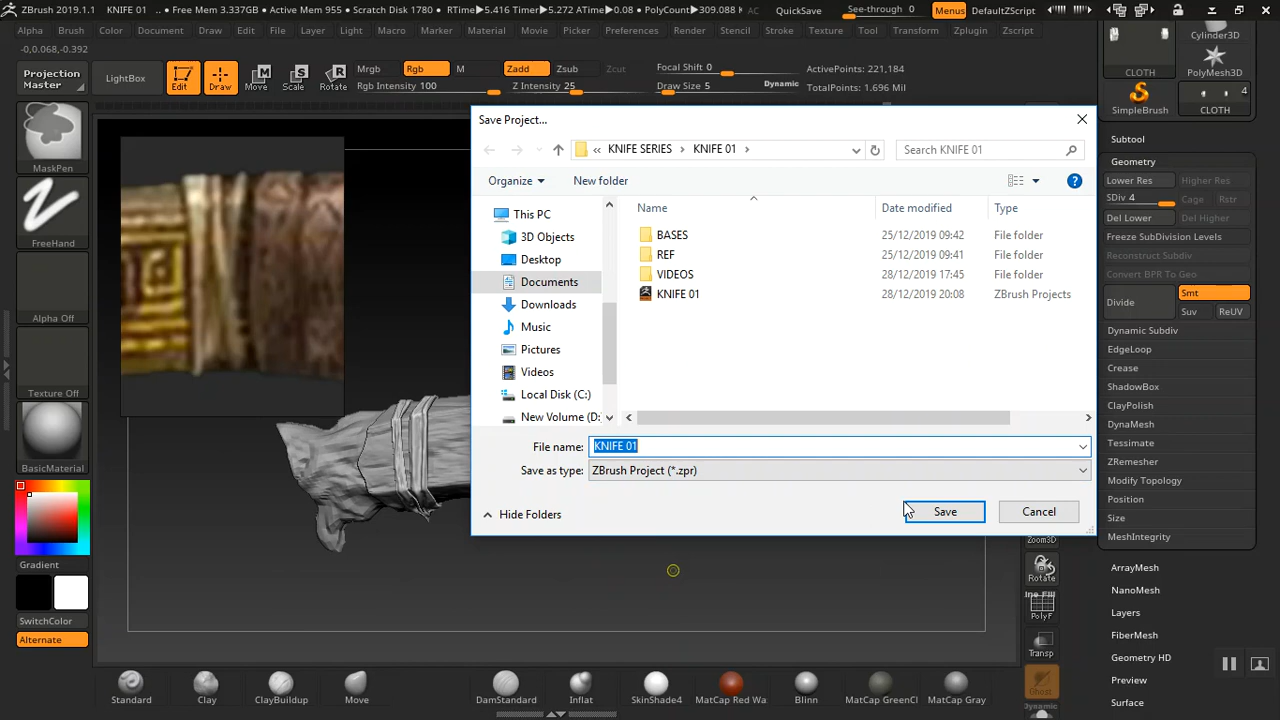 ZBrush 2019.1.1 KNIFE 01 • Free Mem 3.337GB • Active Mem 955 • Scratch Disk 1780 • RTime▶5.416 Timer▶5.272 ATime▶0.08 • PolyCount▶309.088 QuickSave See-through 0 Menus DefaultZScript
Alpha Brush Color Document Draw Edit File Layer Light Macro Marker Material Movie Picker Preferences Render Stencil Stroke Texture Tool Transform Zplugin Zscript
-0,0.068,-0.392
Projection Master
LightBox
Edit Draw Move Scale Rotate
Mrgb Rgb M Zadd Zsub Zcut
Rgb Intensity 100 Z Intensity 25
Focal Shift 0
Draw Size 5 Dynamic
ActivePoints: 221,184
TotalPoints: 1.696 Mil
MaskPen
FreeHand
Alpha Off
Texture Off
BasicMaterial
Gradient
SwitchColor
Alternate
Save Project...
KNIFE SERIES KNIFE 01
Search KNIFE 01
Organize New folder
This PC
3D Objects
Desktop
Documents
Downloads
Music
Pictures
Videos
Local Disk (C:)
New Volume (D:
Name Date modified Type
BASES 25/12/2019 09:42 File folder
REF 25/12/2019 09:41 File folder
VIDEOS 28/12/2019 17:45 File folder
KNIFE 01 28/12/2019 20:08 ZBrush Projects
File name: KNIFE 01
Save as type: ZBrush Project (*.zpr)
Hide Folders Save Cancel
Cylinder3D
CLOTH PolyMesh3D
4
SimpleBrush CLOTH
Subtool
Geometry
Lower Res Higher Res
SDiv 4 Cage Rstr
Del Lower Del Higher
Freeze SubDivision Levels
Reconstruct Subdiv
Convert BPR To Geo
Divide Smt
Suv ReUV
Dynamic Subdiv
EdgeLoop
Crease
ShadowBox
ClayPolish
DynaMesh
Tessimate
ZRemesher
Modify Topology
Position
Size
MeshIntegrity
ArrayMesh
NanoMesh
Layers
FiberMesh
Geometry HD
Preview
Surface
Zoom3D
Rotate
PolyF
Transp
Ghost
Dynamic
Standard Clay ClayBuildup Move DamStandard Inflat SkinShade4 MatCap Red Wa Blinn MatCap GreenCl MatCap Gray